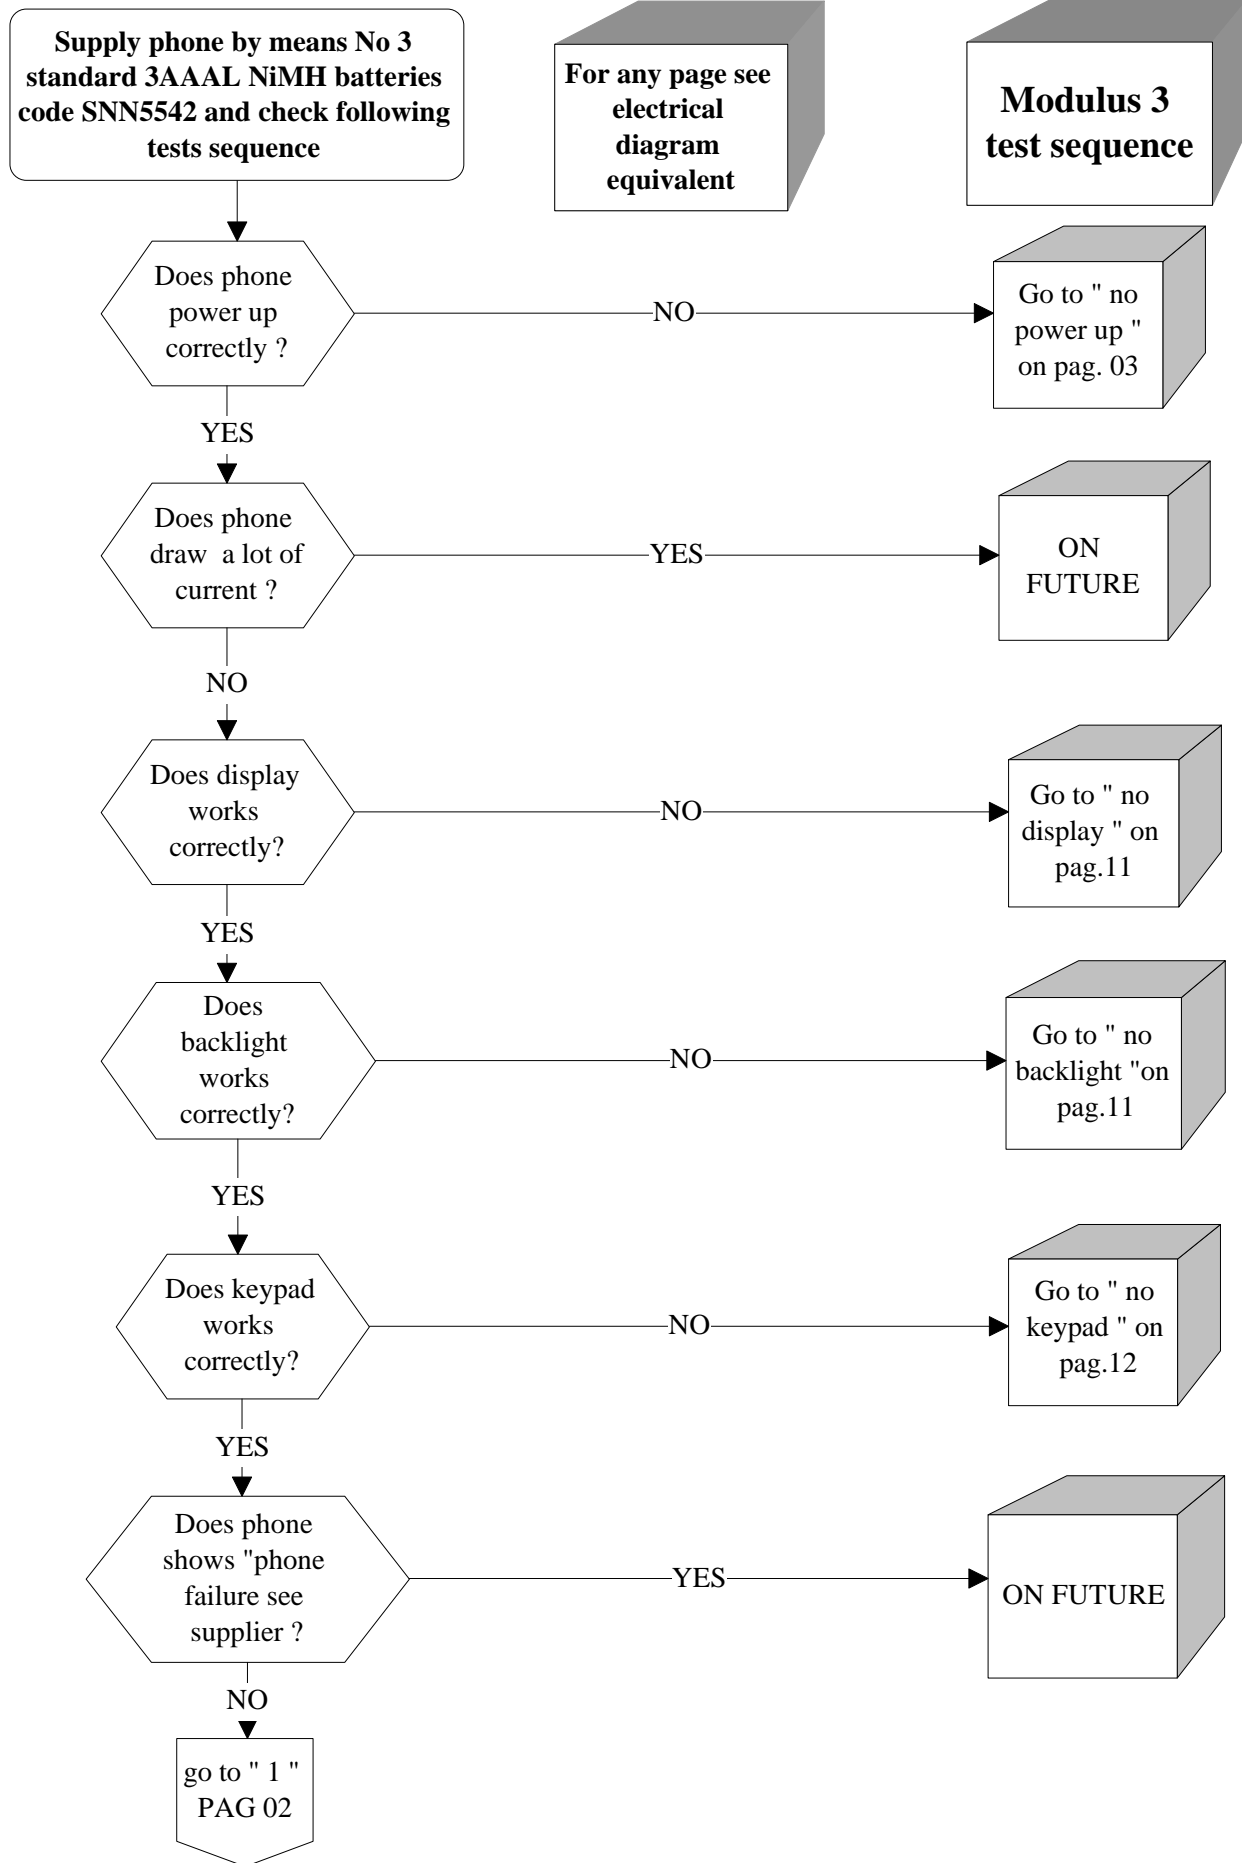 Supply phone by means No 3
standard 3AAAL NiMH batteries
code SNN5542 and check following
tests sequence
For any page see
electrical
diagram
equivalent
Modulus 3
test sequence
Does phone
power up
correctly ?
NO
Go to " no
power up "
on pag. 03
YES
Does phone
draw a lot of
current ?
YES
ON
FUTURE
NO
Does display
works
correctly?
NO
Go to " no
display " on
pag.11
YES
Does
backlight
works
correctly?
NO
Go to " no
backlight "on
pag.11
YES
Does keypad
works
correctly?
NO
Go to " no
keypad " on
pag.12
YES
Does phone
shows "phone
failure see
supplier ?
YES
ON FUTURE
NO
go to " 1 "
PAG 02